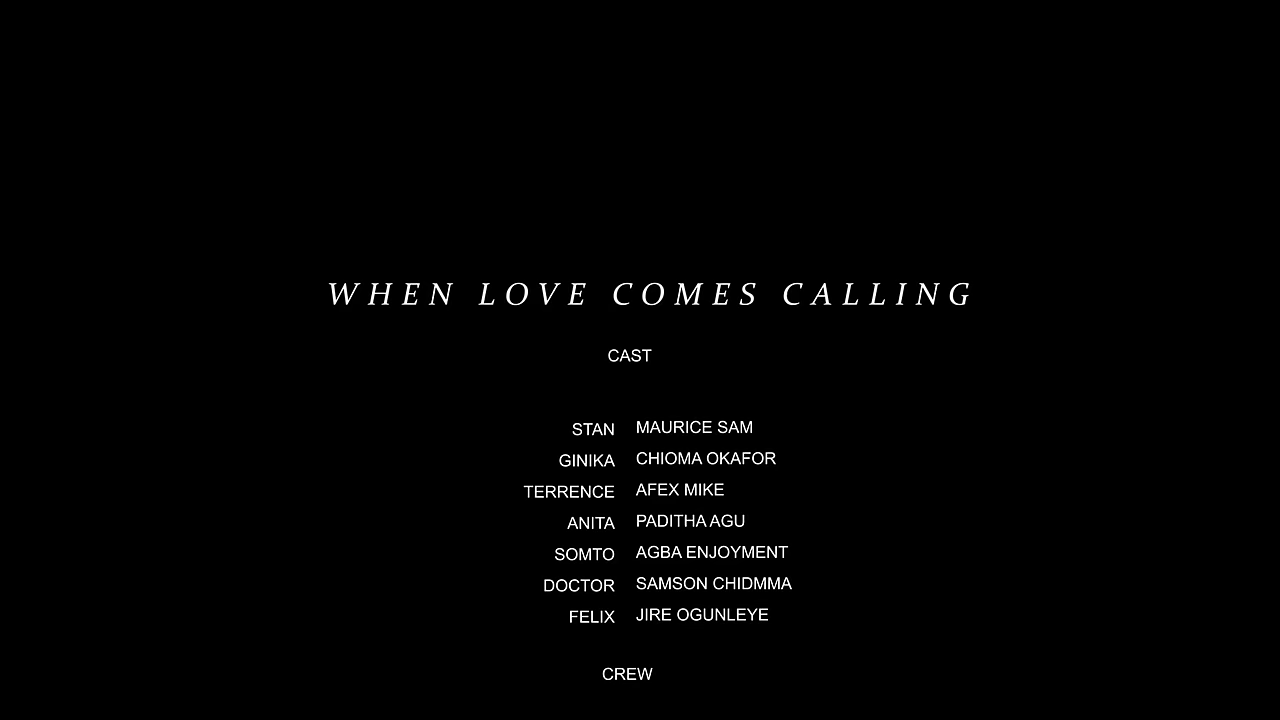 WHEN LOVE COMES CALLING
CAST
STAN MAURICE SAM
GINIKA CHIOMA OKAFOR
TERRENCE AFEX MIKE
ANITA PADITHA AGU
SOMTO AGBA ENJOYMENT
DOCTOR SAMSON CHIDMMA
FELIX JIRE OGUNLEYE
CREW